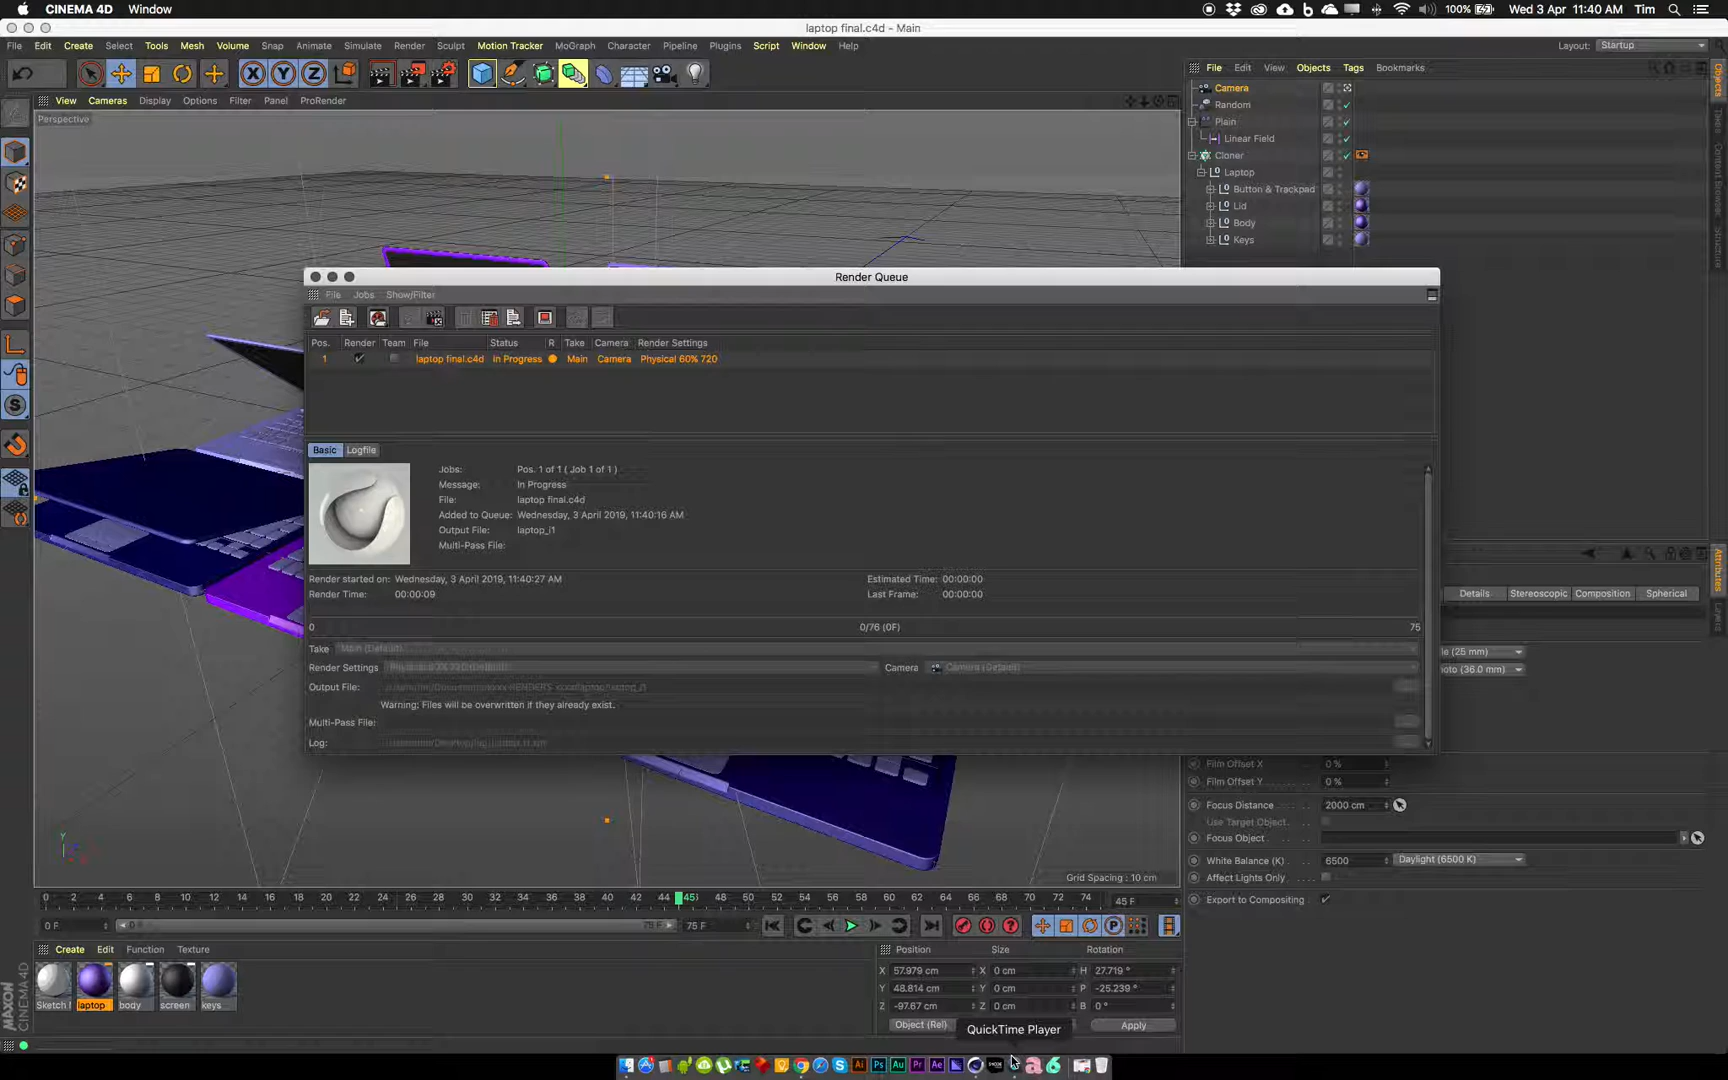 CINEMA 4D Window 100% Wed 3 Apr 11:40 AM Tim
laptop final.c4d - Main
File Edit Create Select Tools Mesh Volume Snap Animate Simulate Render Sculpt Motion Tracker MoGraph Character Pipeline Plugins Script Window Help Layout: Startup
File Edit View Objects Tags Bookmarks
View Cameras Display Options Filter Panel ProRender
Perspective
Camera
Random
Plain
Linear Field
Cloner
Laptop
Button & Trackpad
Lid
Body
Keys
Objects
Content Browser
Structure
Attributes
Layers
Render Queue
File Jobs Show/Filter
Pos. Render Team File Status R Take Camera Render Settings
1 laptop final.c4d In Progress Main Camera Physical 60% 720
Basic Logfile
Jobs: Pos. 1 of 1 ( Job 1 of 1 )
Message: In Progress
File: laptop final.c4d
Added to Queue: Wednesday, 3 April 2019, 11:40:16 AM
Output File: laptop_i1
Multi-Pass File:
Render started on: Wednesday, 3 April 2019, 11:40:27 AM Estimated Time: 00:00:00
Render Time: 00:00:09 Last Frame: 00:00:00
0 0/76 (0F) 75
Take Main (Default)
Render Settings Camera Camera (Default)
Output File:
Warning: Files will be overwritten if they already exist.
Multi-Pass File:
Log:
Details Stereoscopic Composition Spherical
(25 mm)
(36.0 mm)
Film Offset X 0 %
Film Offset Y 0 %
Focus Distance 2000 cm
Use Target Object
Focus Object
White Balance (K) 6500 Daylight (6500 K)
Affect Lights Only
Export to Compositing
Y
Grid Spacing : 10 cm
0 2 4 6 8 10 12 14 16 18 20 22 24 26 28 30 32 34 36 38 40 42 44 45 48 50 52 54 56 58 60 62 64 66 68 70 72 74 45 F
0 F 0 F 75 F 75 F
Create Edit Function Texture
Sketch laptop body screen keys
Position Size Rotation
X 57.979 cm X 0 cm H 27.719 °
Y 48.814 cm Y 0 cm P -25.239 °
Z -97.67 cm Z 0 cm B 0 °
Object (Rel) Apply
MAXON CINEMA 4D
QuickTime Player
Ai Ps Au Pr Ae